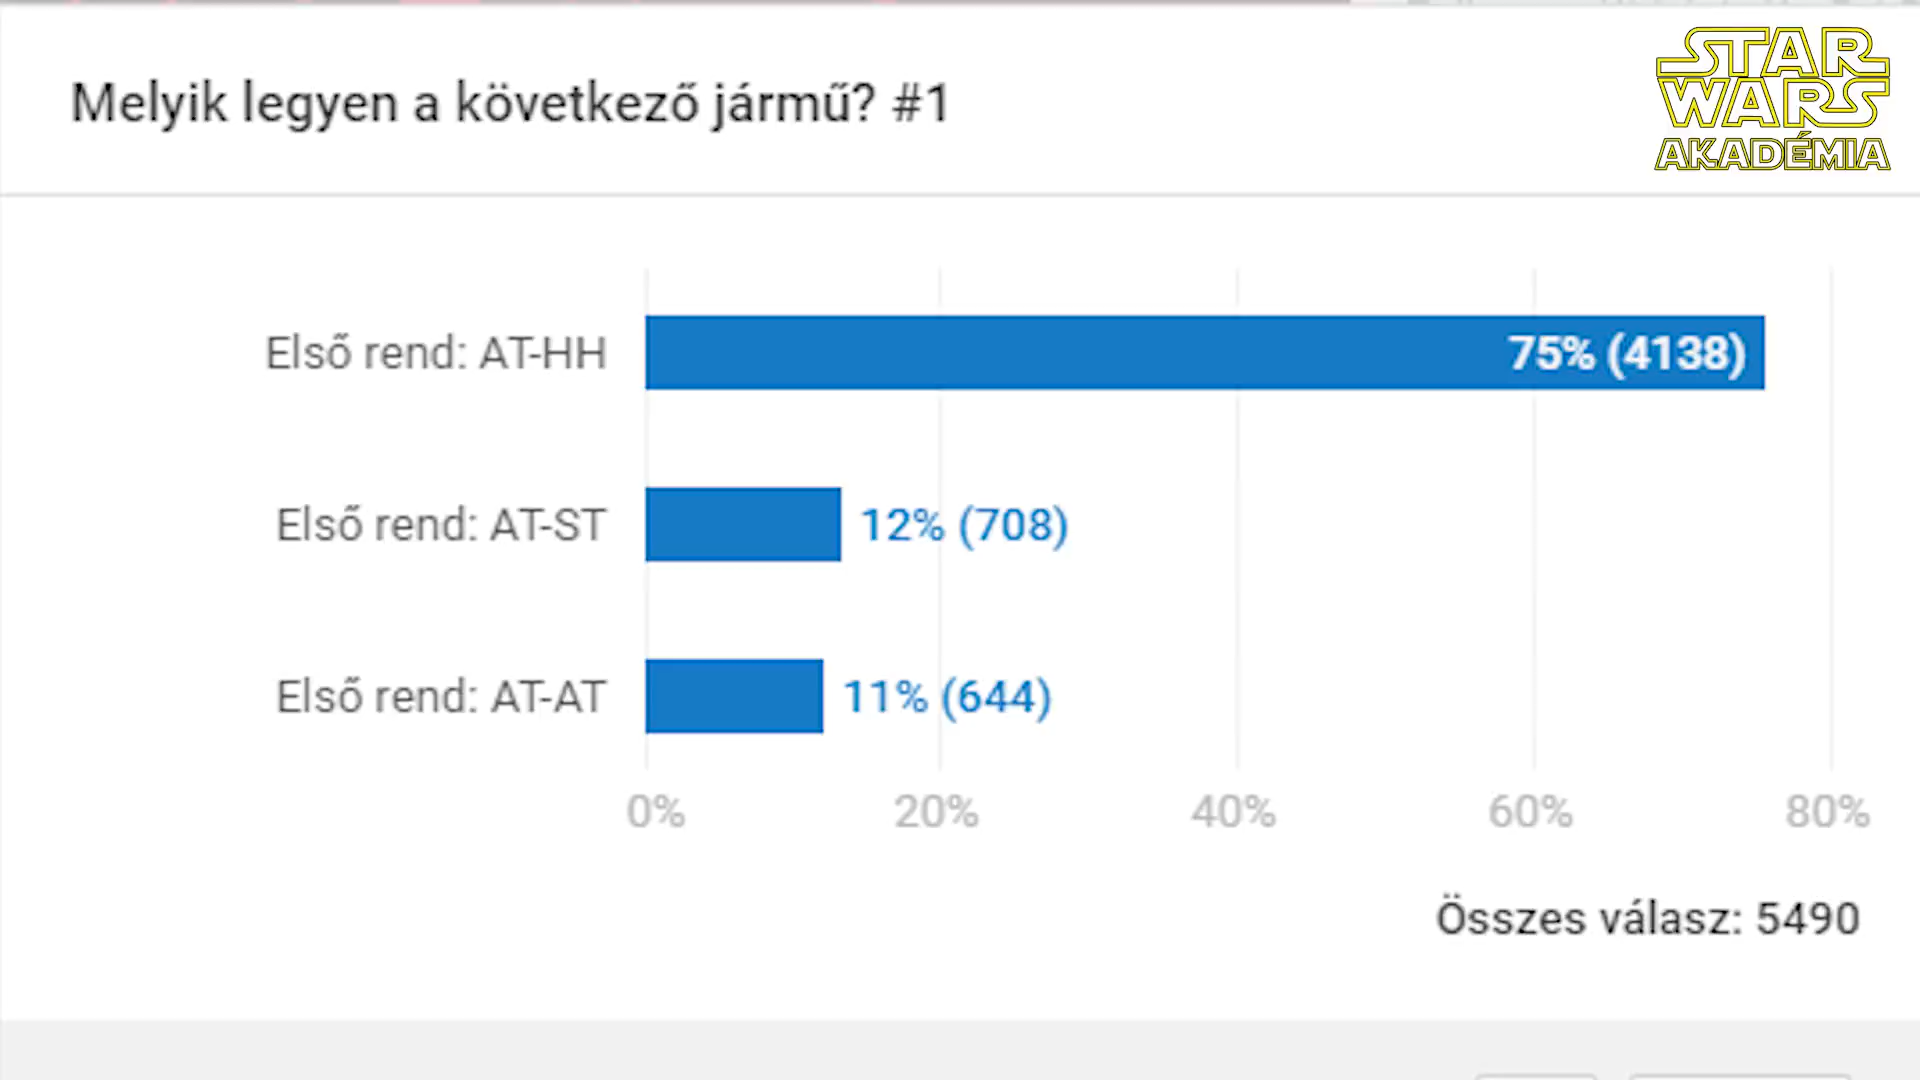 Melyik legyen a következő jármű? #1
STAR
WARS
AKADÉMIA
Első rend: AT-HH
75% (4138)
Első rend: AT-ST
12% (708)
Első rend: AT-AT
11% (644)
0% 20% 40% 60% 80%
Összes válasz: 5490